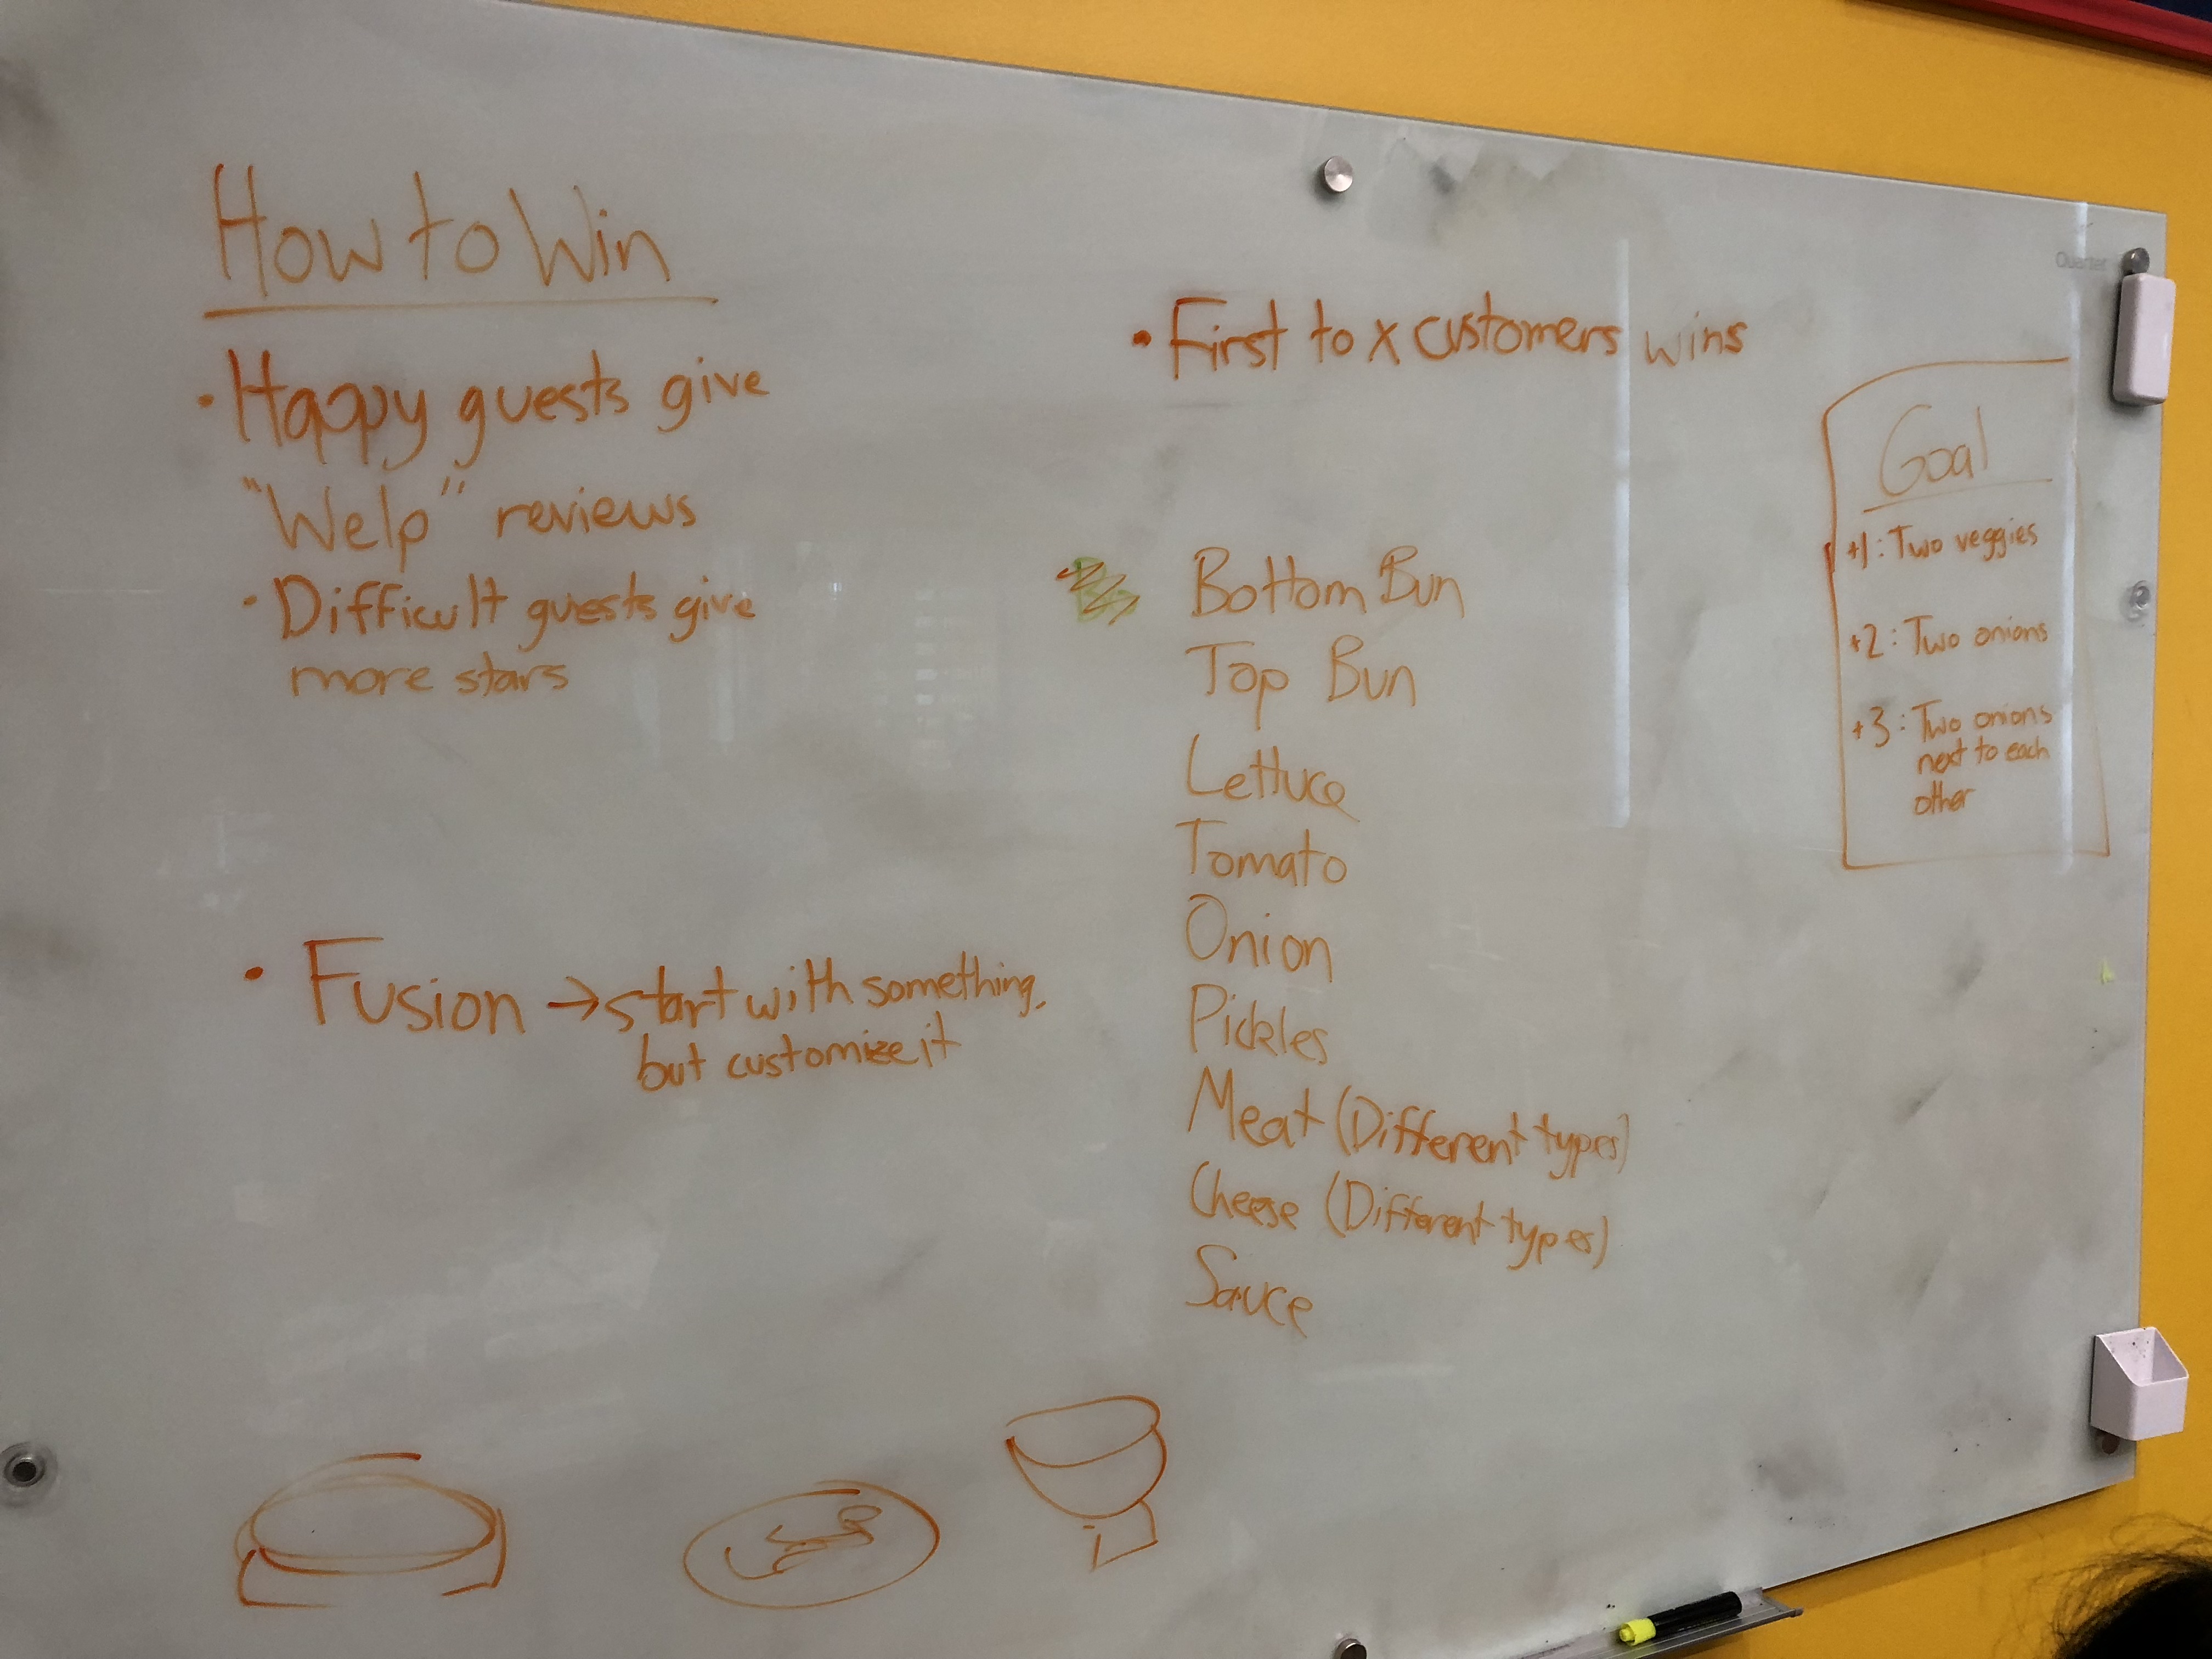 How to Win
• Happy guests give
"Welp" reviews
• Difficult guests give
more stars
• Fusion → start with something,
but customize it
• First to x customers wins
Bottom Bun
Top Bun
Lettuce
Tomato
Onion
Pickles
Meat (Different types)
Cheese (Different types)
Sauce
Goal
+1: Two veggies
+2: Two onions
+3: Two onions
next to each
other
Quartet